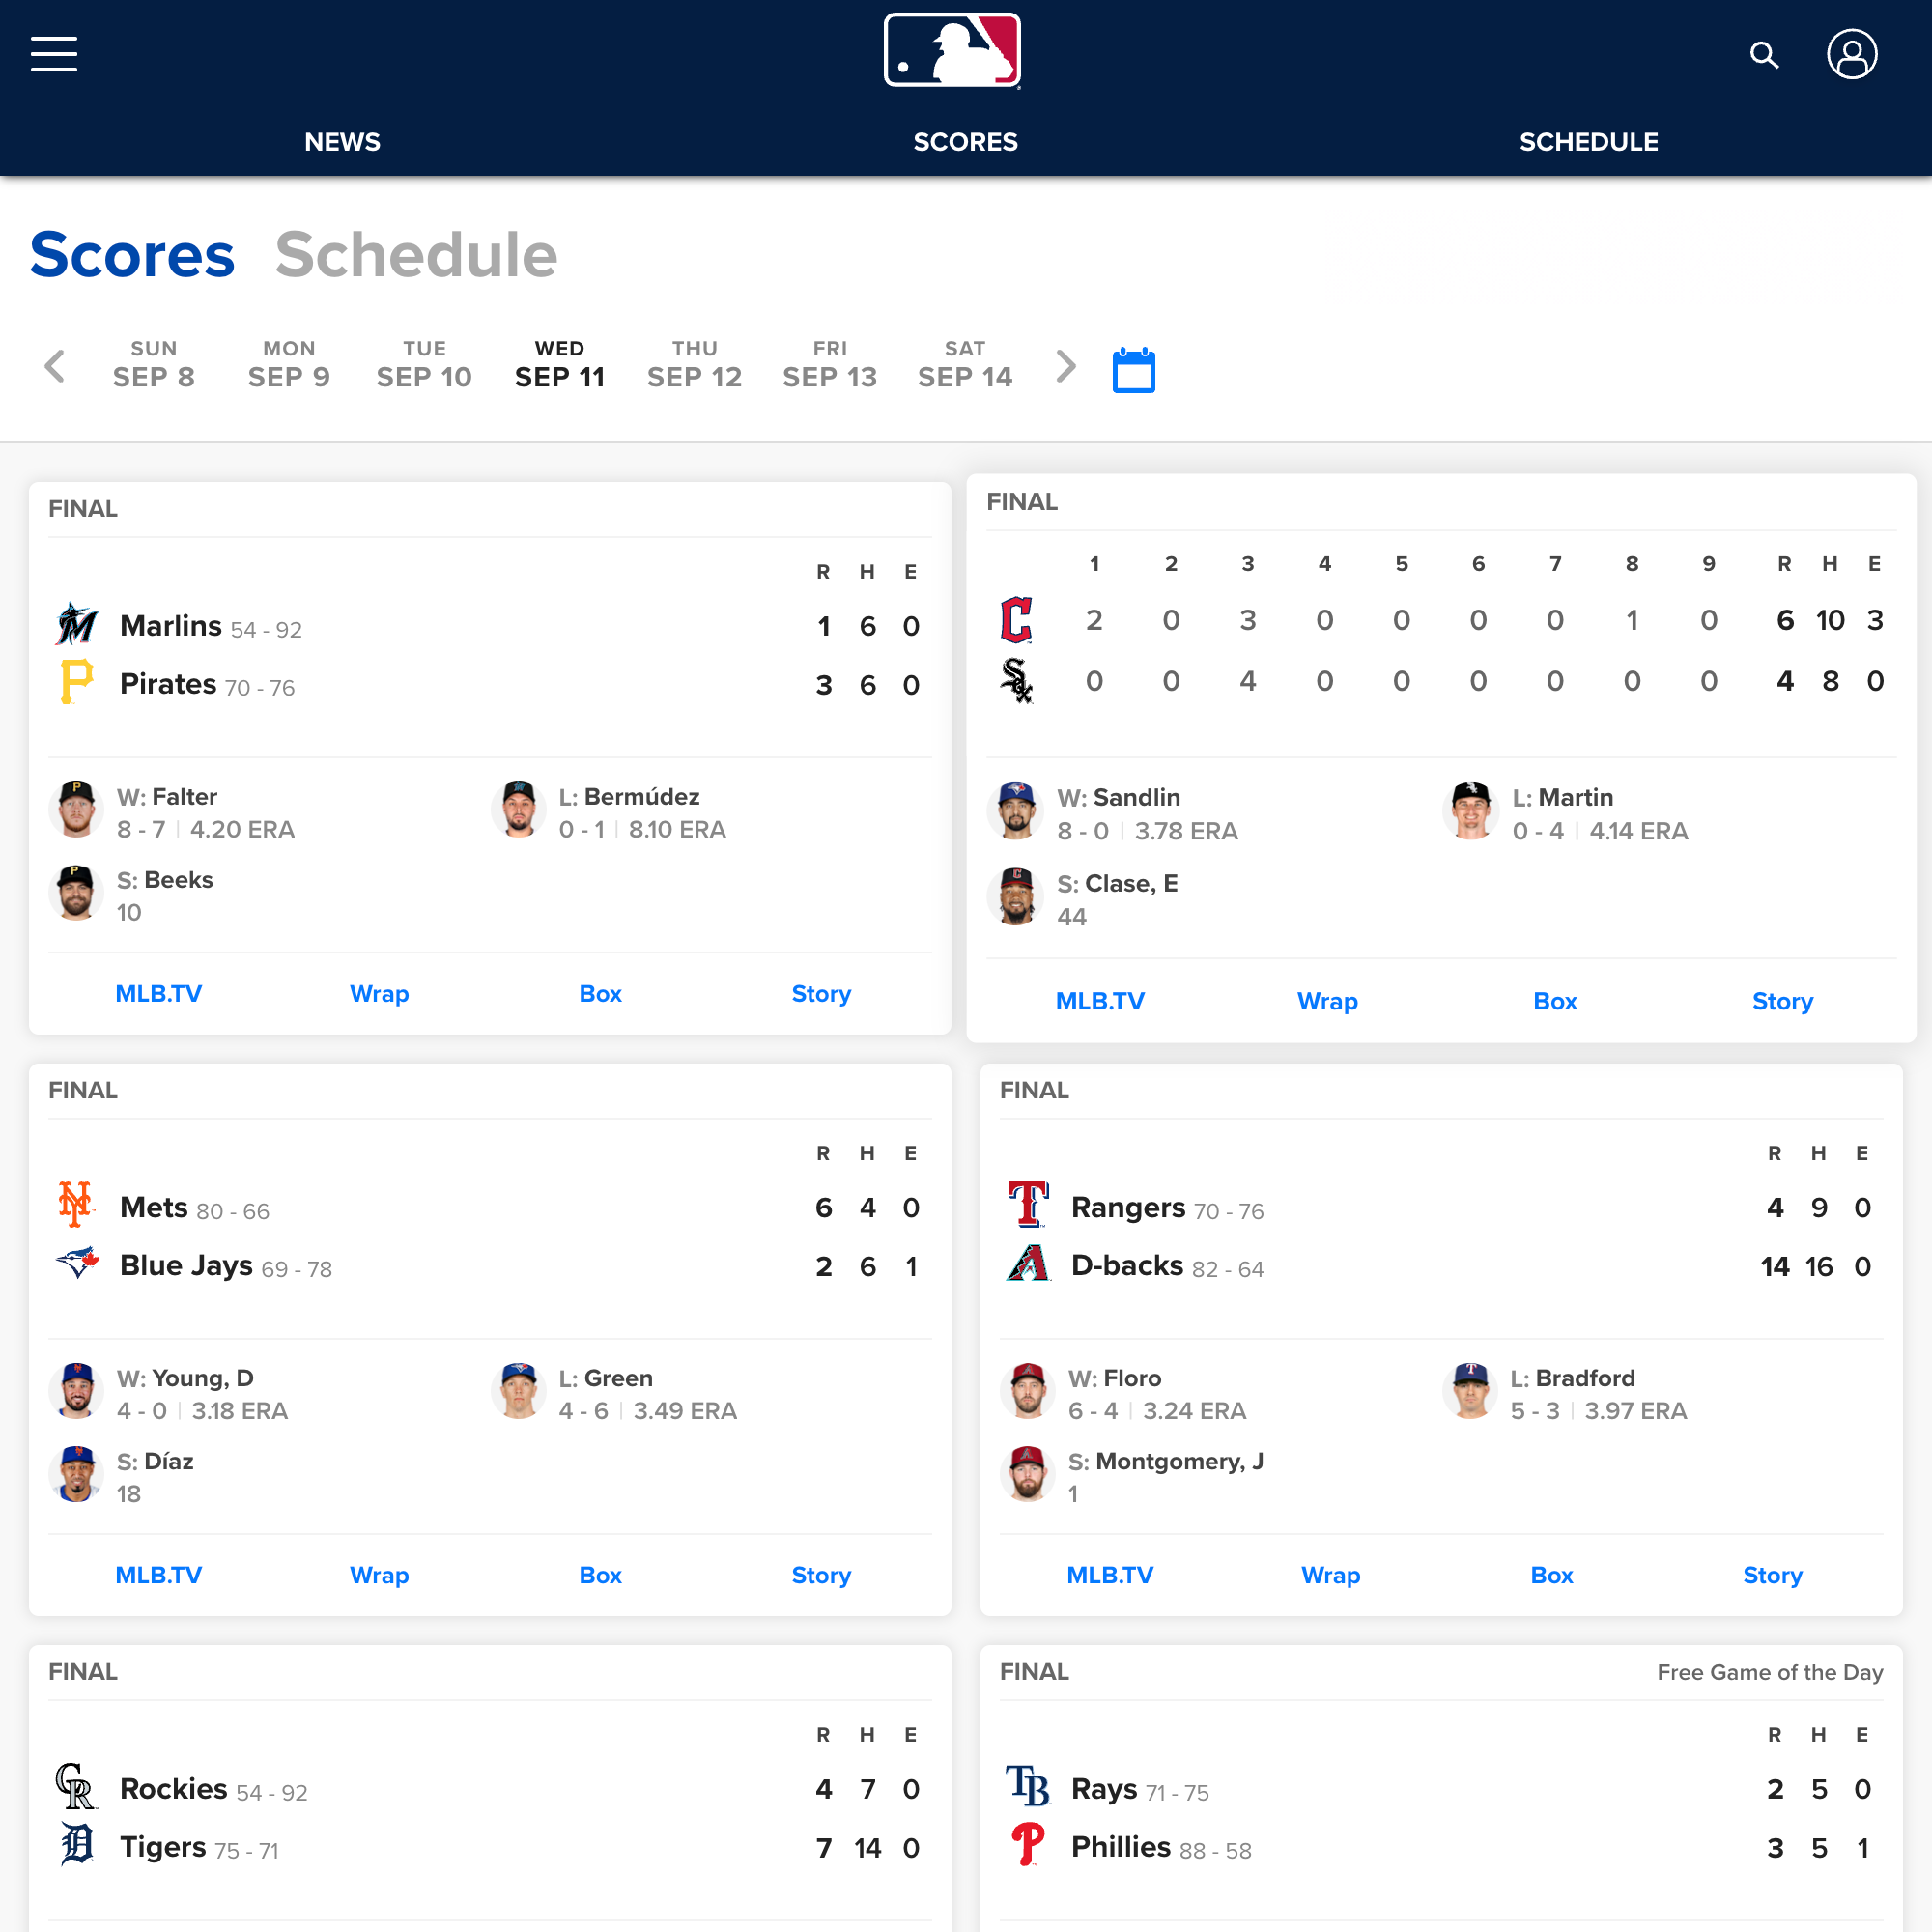 NEWS SCORES SCHEDULE
Scores Schedule
SUN MON TUE WED THU FRI SAT
SEP 8 SEP 9 SEP 10 SEP 11 SEP 12 SEP 13 SEP 14
FINAL
R H E
Marlins 54 - 92 1 6 0
Pirates 70 - 76 3 6 0
W: Falter L: Bermúdez
8 - 7 | 4.20 ERA 0 - 1 | 8.10 ERA
S: Beeks
10
MLB.TV Wrap Box Story
FINAL
1 2 3 4 5 6 7 8 9 R H E
2 0 3 0 0 0 0 1 0 6 10 3
0 0 4 0 0 0 0 0 0 4 8 0
W: Sandlin L: Martin
8 - 0 | 3.78 ERA 0 - 4 | 4.14 ERA
S: Clase, E
44
MLB.TV Wrap Box Story
FINAL
R H E
Mets 80 - 66 6 4 0
Blue Jays 69 - 78 2 6 1
W: Young, D L: Green
4 - 0 | 3.18 ERA 4 - 6 | 3.49 ERA
S: Díaz
18
MLB.TV Wrap Box Story
FINAL
R H E
Rangers 70 - 76 4 9 0
D-backs 82 - 64 14 16 0
W: Floro L: Bradford
6 - 4 | 3.24 ERA 5 - 3 | 3.97 ERA
S: Montgomery, J
1
MLB.TV Wrap Box Story
FINAL
R H E
Rockies 54 - 92 4 7 0
Tigers 75 - 71 7 14 0
FINAL Free Game of the Day
R H E
Rays 71 - 75 2 5 0
Phillies 88 - 58 3 5 1